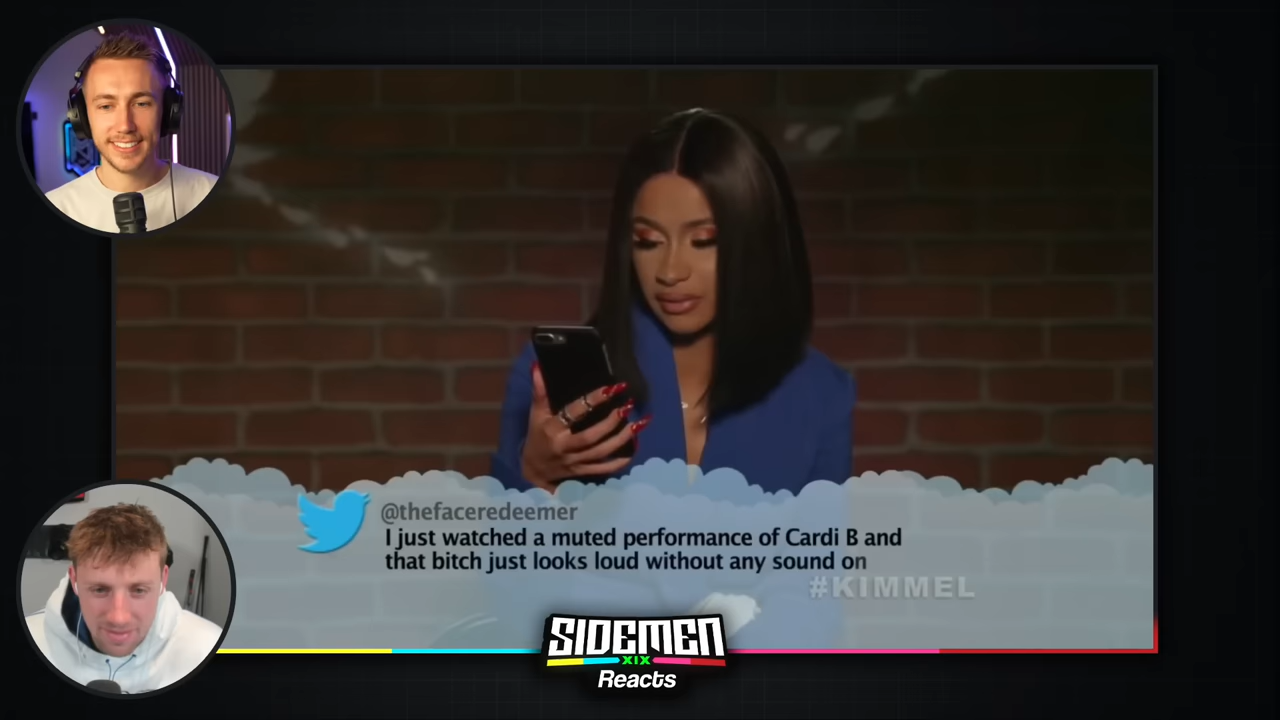 @thefaceredeemer
I just watched a muted performance of Cardi B and
that bitch just looks loud without any sound on
#KIMMEL
SIDEMEN
XIX
Reacts